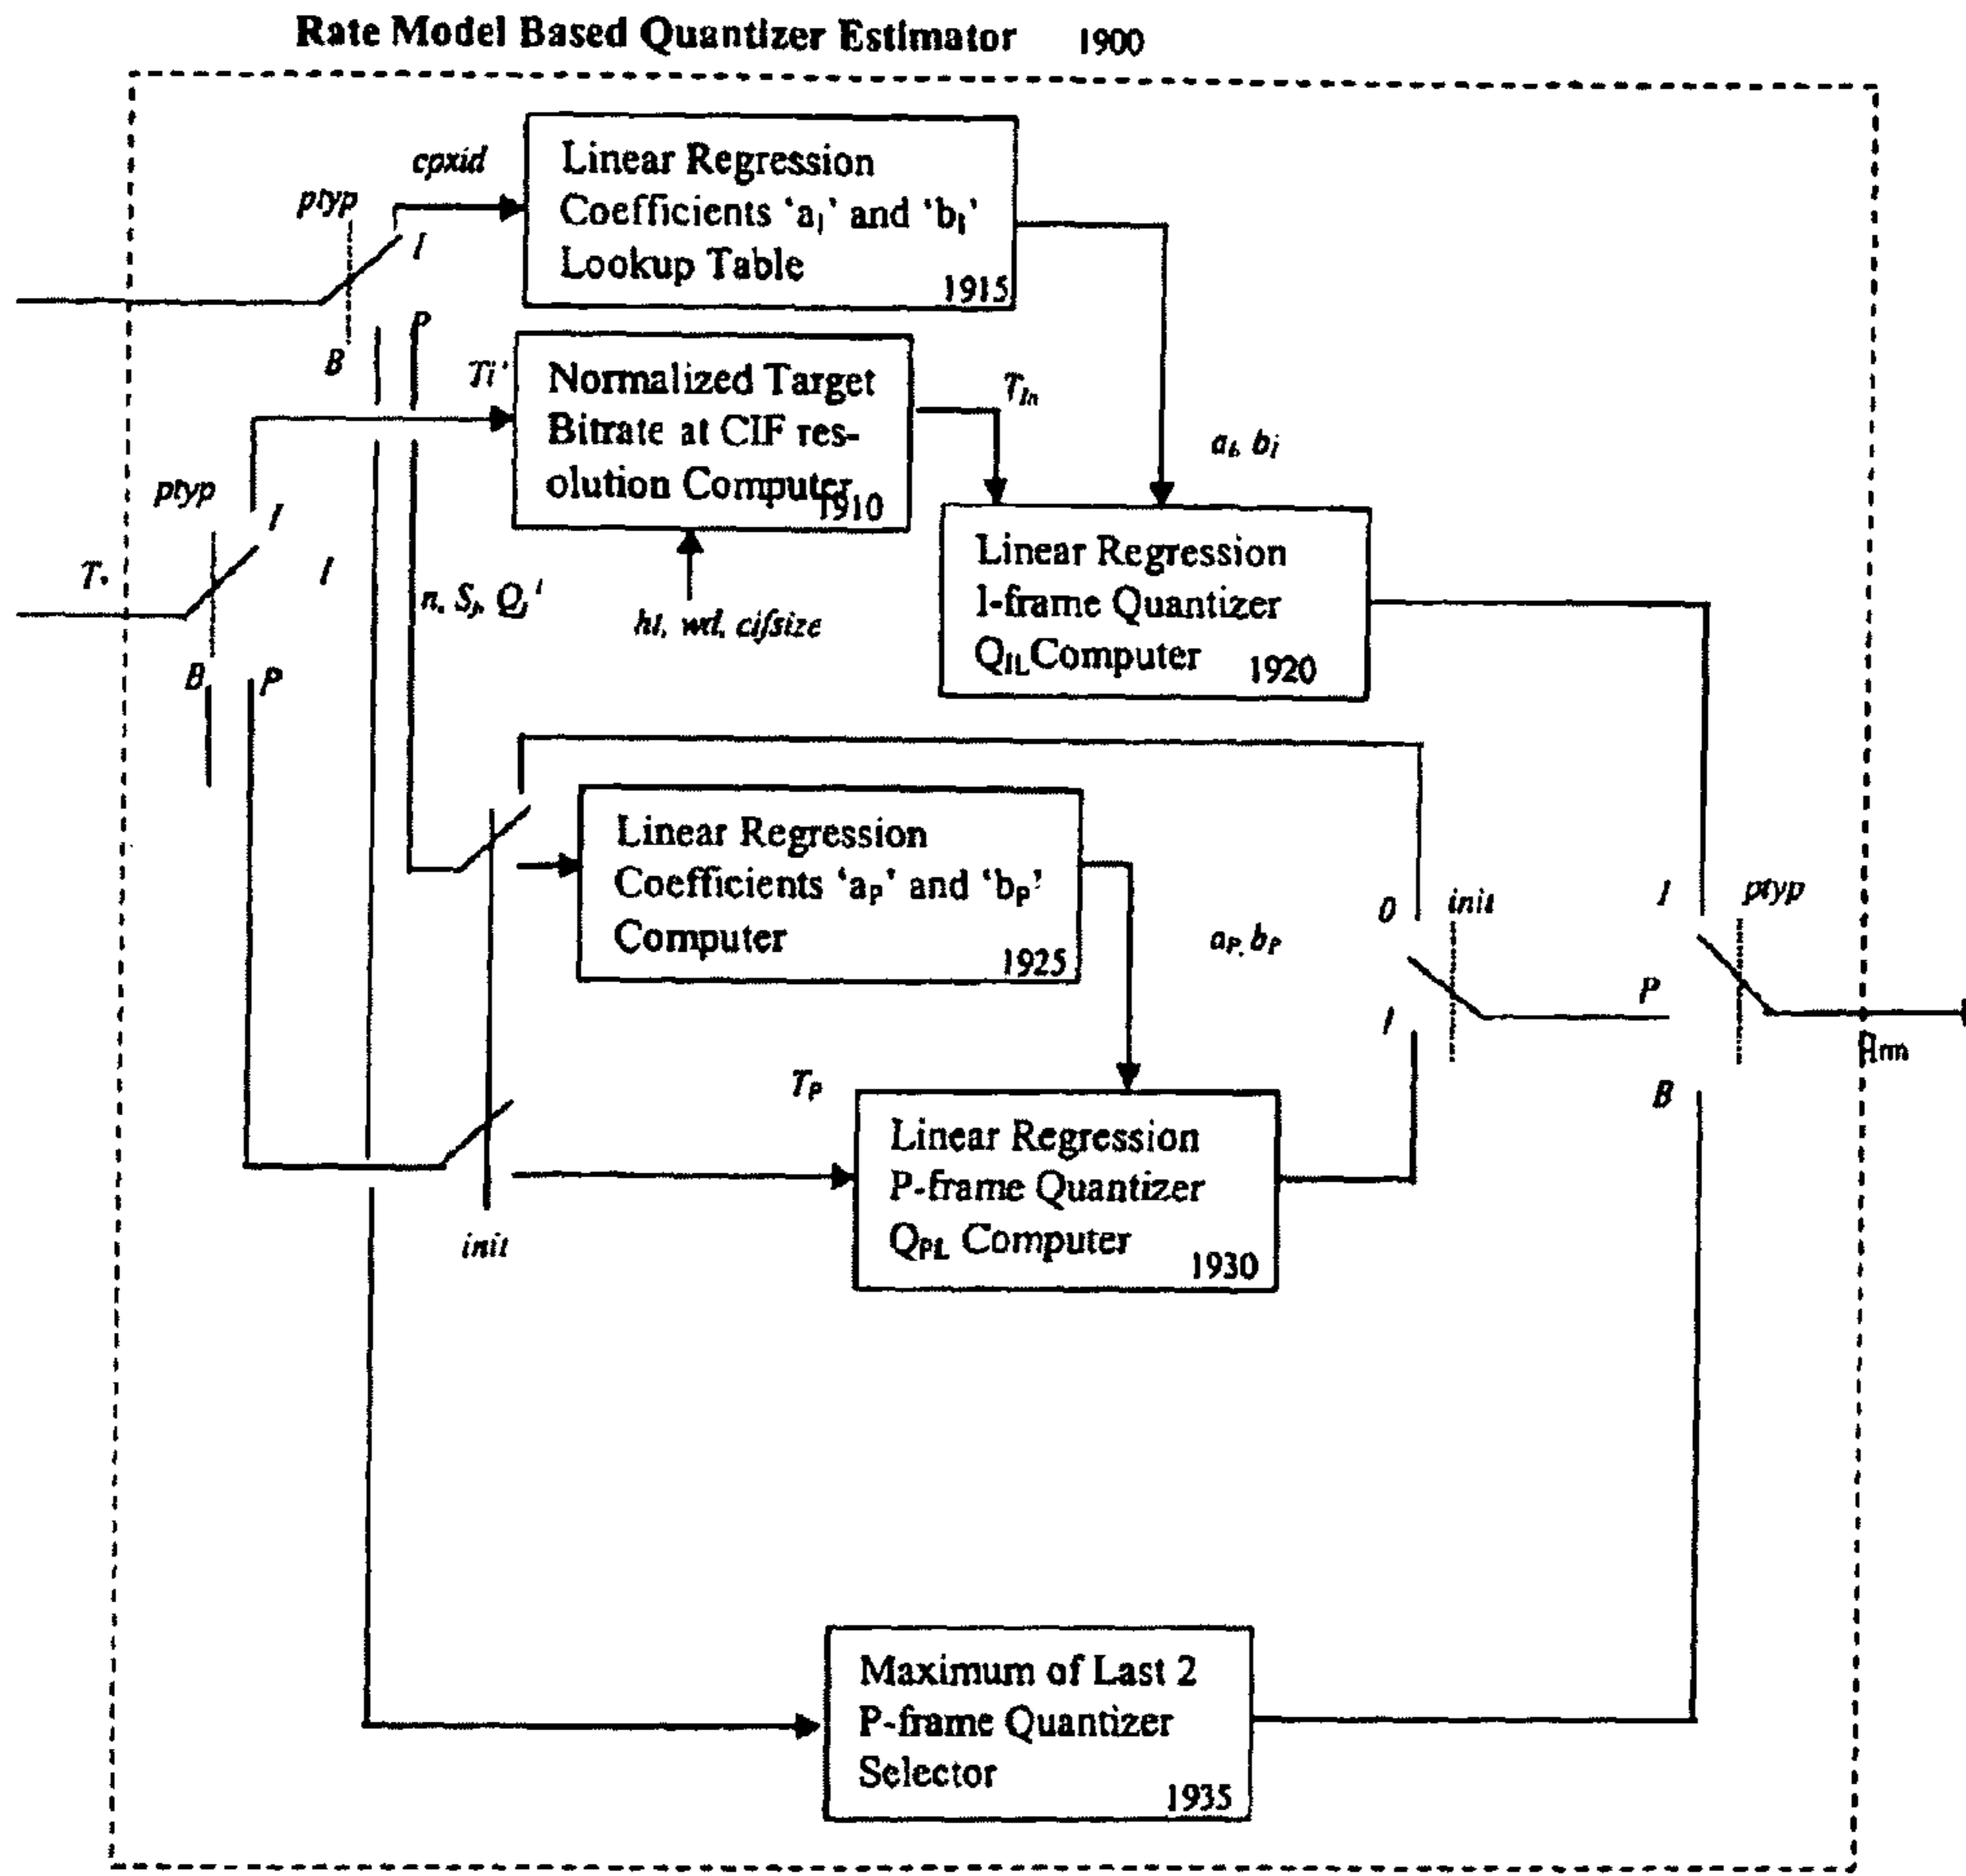 Rate Model Based Quantizer Estimator 1900
cpxid
ptyp
I
P
B
Linear Regression
Coefficients ‘aI’ and ‘bI’
Lookup Table
1915
Ti'
Normalized Target
Bitrate at CIF res-
olution Computer
1910
TIn
aI, bI
ptyp
I
I
B
P
n, Sj, Qj'
ht, wd, cifsize
Linear Regression
I-frame Quantizer
QIL Computer
1920
Linear Regression
Coefficients ‘aP’ and ‘bP’
Computer
1925
aP, bP
0
init
1
I
ptyp
P
B
TP
Linear Regression
P-frame Quantizer
QPL Computer
1930
init
Maximum of Last 2
P-frame Quantizer
Selector
1935